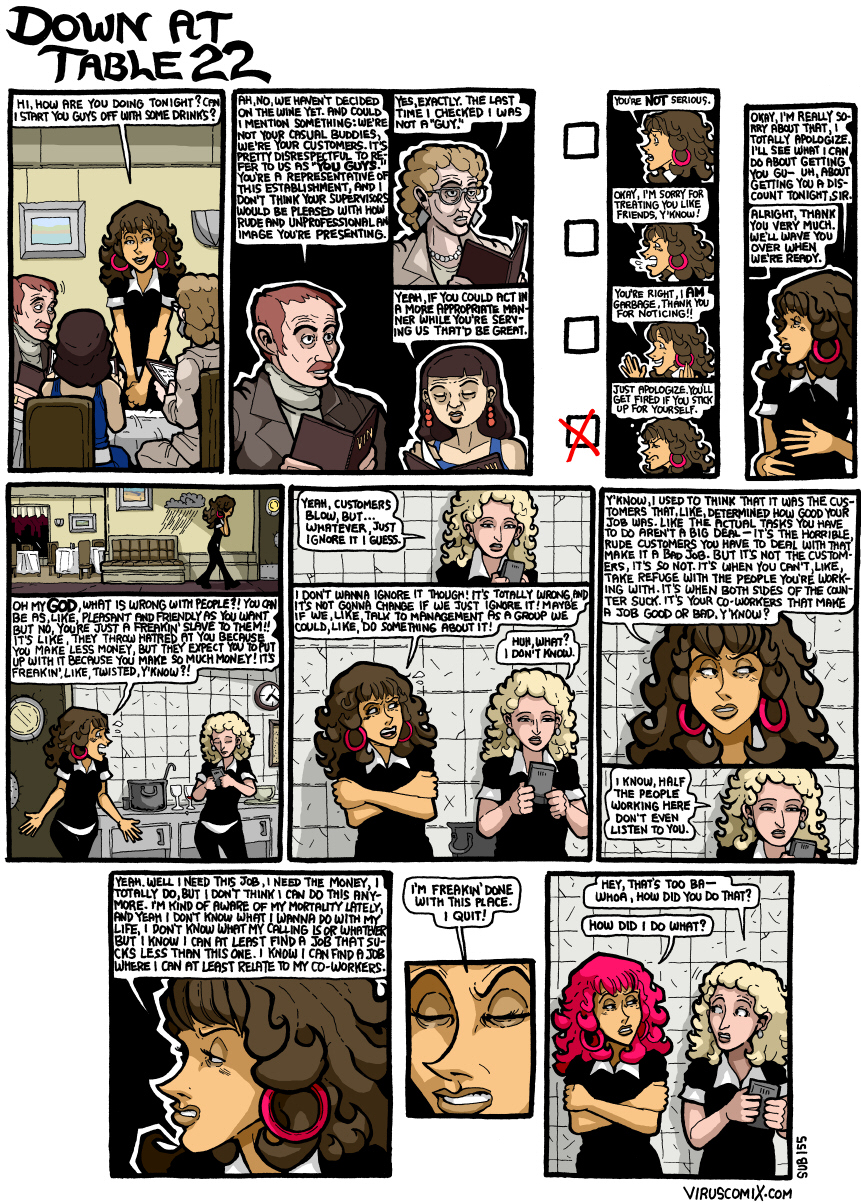 DOWN AT
TABLE 22
HI, HOW ARE YOU DOING TONIGHT? CAN
I START YOU GUYS OFF WITH SOME DRINKS?
AH, NO, WE HAVEN'T DECIDED
ON THE WINE YET. AND COULD
I MENTION SOMETHING: WE'RE
NOT YOUR CASUAL BUDDIES,
WE'RE YOUR CUSTOMERS. IT'S
PRETTY DISRESPECTFUL TO RE-
FER TO US AS "YOU GUYS".
YOU'RE A REPRESENTATIVE OF
THIS ESTABLISHMENT, AND I
DON'T THINK YOUR SUPERVISORS
WOULD BE PLEASED WITH HOW
RUDE AND UNPROFESSIONAL AN
IMAGE YOU'RE PRESENTING.
YES, EXACTLY. THE LAST
TIME I CHECKED I WAS
NOT A "GUY."
YEAH, IF YOU COULD ACT IN
A MORE APPROPRIATE MAN-
NER WHILE YOU'RE SERV-
ING US THAT'D BE GREAT.
VIN
VIN
YOU'RE NOT SERIOUS.
OKAY, I'M SORRY FOR
TREATING YOU LIKE
FRIENDS, Y'KNOW!
YOU'RE RIGHT, I AM
GARBAGE, THANK YOU
FOR NOTICING!!
JUST APOLOGIZE. YOU'LL
GET FIRED IF YOU STICK
UP FOR YOURSELF.
OKAY, I'M REALLY SO-
RRY ABOUT THAT, I
TOTALLY APOLOGIZE.
I'LL SEE WHAT I CAN
DO ABOUT GETTING
YOU GU— UH, ABOUT
GETTING YOU A DIS-
COUNT TONIGHT, SIR.
ALRIGHT, THANK
YOU VERY MUCH.
WE'LL WAVE YOU
OVER WHEN
WE'RE READY.
OH MY GOD, WHAT IS WRONG WITH PEOPLE?! YOU CAN
BE AS, LIKE, PLEASANT AND FRIENDLY AS YOU WANT
BUT NO, YOU'RE JUST A FREAKIN' SLAVE TO THEM!!
IT'S LIKE, THEY THROW HATRED AT YOU BECAUSE
YOU MAKE LESS MONEY, BUT THEY EXPECT YOU TO PUT
UP WITH IT BECAUSE YOU MAKE SO MUCH MONEY! IT'S
FREAKIN', LIKE, TWISTED, Y'KNOW?!
YEAH, CUSTOMERS
BLOW, BUT...
WHATEVER, JUST
IGNORE IT I GUESS.
I DON'T WANNA IGNORE IT THOUGH! IT'S TOTALLY WRONG, AND
IT'S NOT GONNA CHANGE IF WE JUST IGNORE IT! MAYBE
IF WE, LIKE, TALK TO MANAGEMENT AS A GROUP WE
COULD, LIKE, DO SOMETHING ABOUT IT!
HUH, WHAT?
I DON'T KNOW.
Y'KNOW, I USED TO THINK THAT IT WAS THE CUS-
TOMERS THAT, LIKE, DETERMINED HOW GOOD YOUR
JOB WAS. LIKE THE ACTUAL TASKS YOU HAVE
TO DO AREN'T A BIG DEAL— IT'S THE HORRIBLE,
RUDE CUSTOMERS YOU HAVE TO DEAL WITH THAT
MAKE IT A BAD JOB. BUT IT'S NOT THE CUSTOM-
ERS, IT'S SO NOT. IT'S WHEN YOU CAN'T, LIKE,
TAKE REFUGE WITH THE PEOPLE YOU'RE WORK-
ING WITH. IT'S WHEN BOTH SIDES OF THE COUN-
TER SUCK. IT'S YOUR CO-WORKERS THAT MAKE
A JOB GOOD OR BAD, Y'KNOW?
I KNOW, HALF
THE PEOPLE
WORKING HERE
DON'T EVEN
LISTEN TO YOU.
YEAH. WELL I NEED THIS JOB, I NEED THE MONEY, I
TOTALLY DO, BUT I DON'T THINK I CAN DO THIS ANY-
MORE. I'M KIND OF AWARE OF MY MORTALITY LATELY,
AND YEAH I DON'T KNOW WHAT I WANNA DO WITH MY
LIFE, I DON'T KNOW WHAT MY CALLING IS OR WHATEVER
BUT I KNOW I CAN AT LEAST FIND A JOB THAT SU-
CKS LESS THAN THIS ONE. I KNOW I CAN FIND A JOB
WHERE I CAN AT LEAST RELATE TO MY CO-WORKERS.
I'M FREAKIN' DONE
WITH THIS PLACE.
I QUIT!
HEY, THAT'S TOO BA—
WHOA, HOW DID YOU DO THAT?
HOW DID I DO WHAT?
SUB 155
VIRUSCOMIX.COM